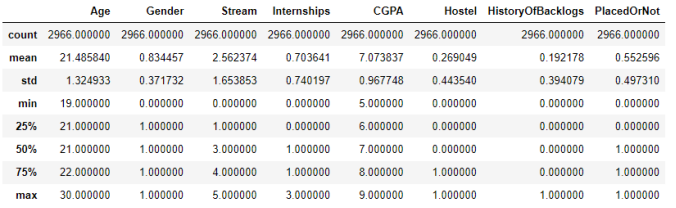 Age Gender Stream Internships CGPA Hostel HistoryOfBacklogs PlacedOrNot
count 2966.000000 2966.000000 2966.000000 2966.000000 2966.000000 2966.000000 2966.000000 2966.000000
mean 21.485840 0.834457 2.562374 0.703641 7.073837 0.269049 0.192178 0.552596
std 1.324933 0.371732 1.653853 0.740197 0.967748 0.443540 0.394079 0.497310
min 19.000000 0.000000 0.000000 0.000000 5.000000 0.000000 0.000000 0.000000
25% 21.000000 1.000000 1.000000 0.000000 6.000000 0.000000 0.000000 0.000000
50% 21.000000 1.000000 3.000000 1.000000 7.000000 0.000000 0.000000 1.000000
75% 22.000000 1.000000 4.000000 1.000000 8.000000 1.000000 0.000000 1.000000
max 30.000000 1.000000 5.000000 3.000000 9.000000 1.000000 1.000000 1.000000